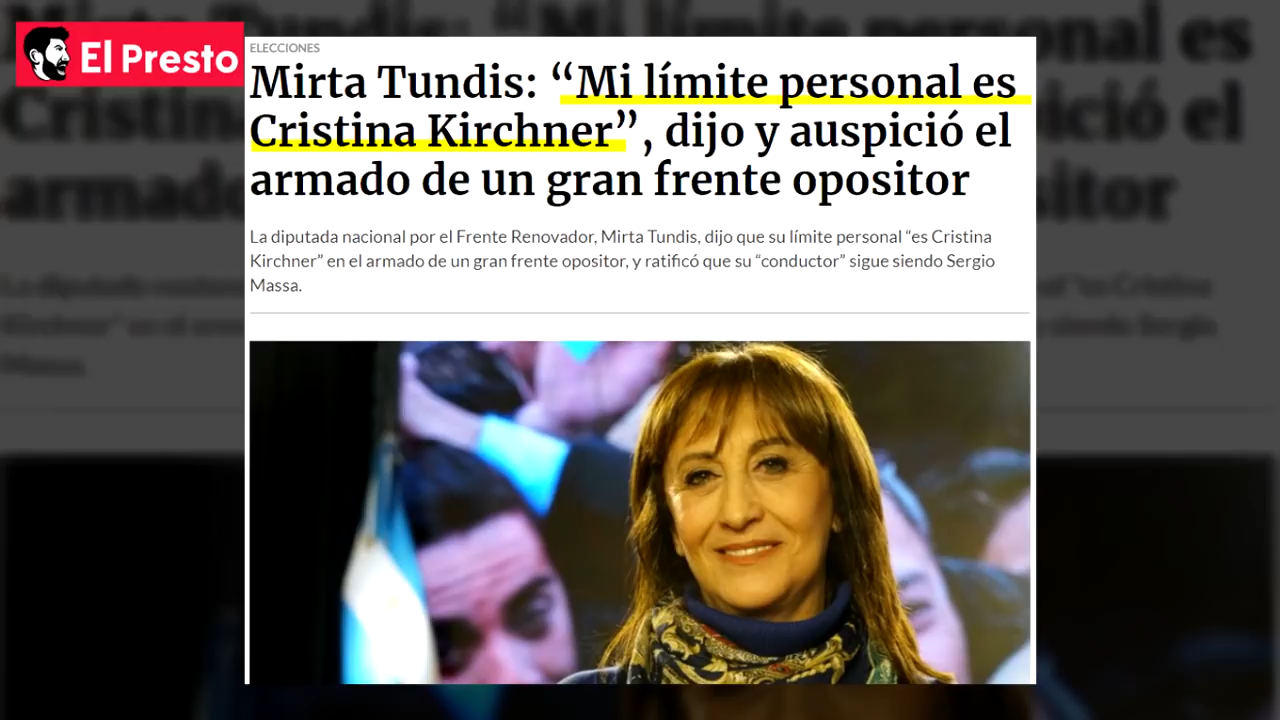 El Presto
ELECCIONES
Mirta Tundis: “Mi límite personal es
Cristina Kirchner”, dijo y auspició el
armado de un gran frente opositor
La diputada nacional por el Frente Renovador, Mirta Tundis, dijo que su límite personal “es Cristina
Kirchner” en el armado de un gran frente opositor, y ratificó que su “conductor” sigue siendo Sergio
Massa.